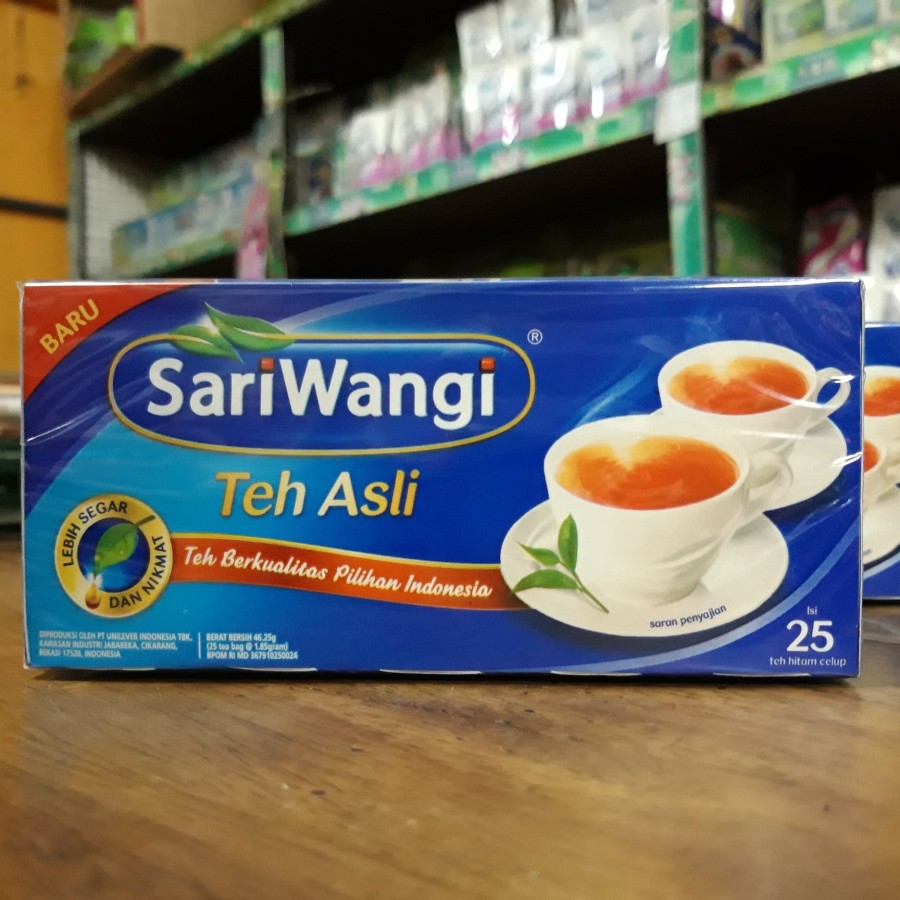 BARU
SariWangi®
Teh Asli
LEBIH SEGAR
DAN NIKMAT
Teh Berkualitas Pilihan Indonesia
saran penyajian
DIPRODUKSI OLEH PT UNILEVER INDONESIA TBK,
KAWASAN INDUSTRI JABABEKA, CIKARANG,
BEKASI 17520, INDONESIA
BERAT BERSIH 46.25g
(25 tea bag @ 1.85gram)
BPOM RI MD 367910250024
Isi
25
teh hitam celup